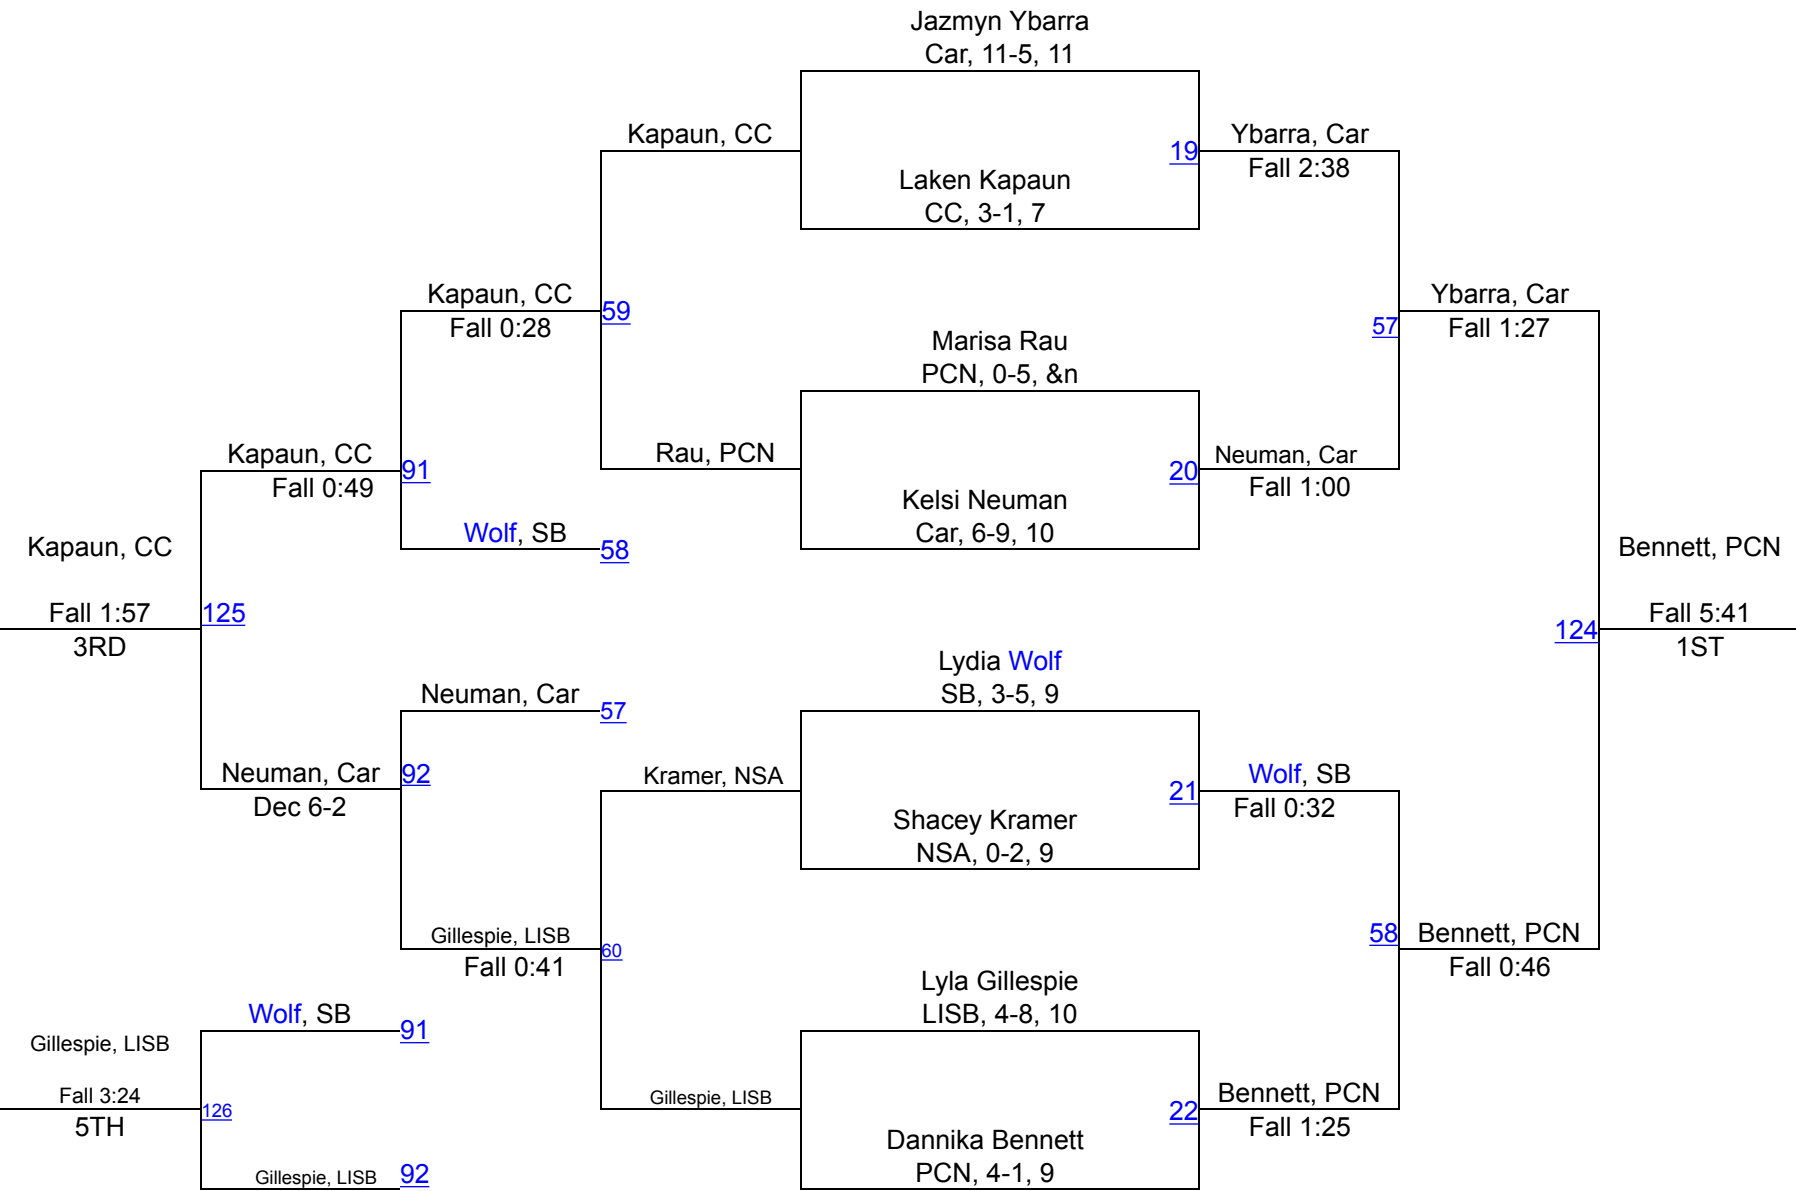 Jazmyn Ybarra
Car, 11-5, 11
Kapaun, CC
19
Ybarra, Car
Fall 2:38
Laken Kapaun
CC, 3-1, 7
Kapaun, CC
Fall 0:28
59
Ybarra, Car
Fall 1:27
57
Marisa Rau
PCN, 0-5, &n
Kapaun, CC
Fall 0:49
91
Rau, PCN
20
Neuman, Car
Fall 1:00
Kelsi Neuman
Car, 6-9, 10
Wolf, SB
58
Kapaun, CC
Fall 1:57
3RD
125
Bennett, PCN
Fall 5:41
1ST
124
Lydia Wolf
SB, 3-5, 9
Neuman, Car
57
Neuman, Car
Dec 6-2
92
Kramer, NSA
21
Wolf, SB
Fall 0:32
Shacey Kramer
NSA, 0-2, 9
Gillespie, LISB
Fall 0:41
60
58
Bennett, PCN
Fall 0:46
Lyla Gillespie
LISB, 4-8, 10
Wolf, SB
91
Gillespie, LISB
Fall 3:24
5TH
126
Gillespie, LISB
22
Bennett, PCN
Fall 1:25
Dannika Bennett
PCN, 4-1, 9
Gillespie, LISB
92